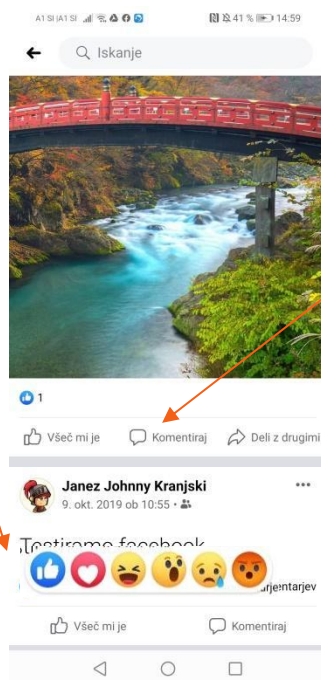 A1 SI |A1 SI 41 % 14:59
Iskanje
1
Všeč mi je Komentiraj Deli z drugimi
Janez Johnny Kranjski
9. okt. 2019 ob 10:55 •
Testiramo facebook
Všeč mi je Komentiraj